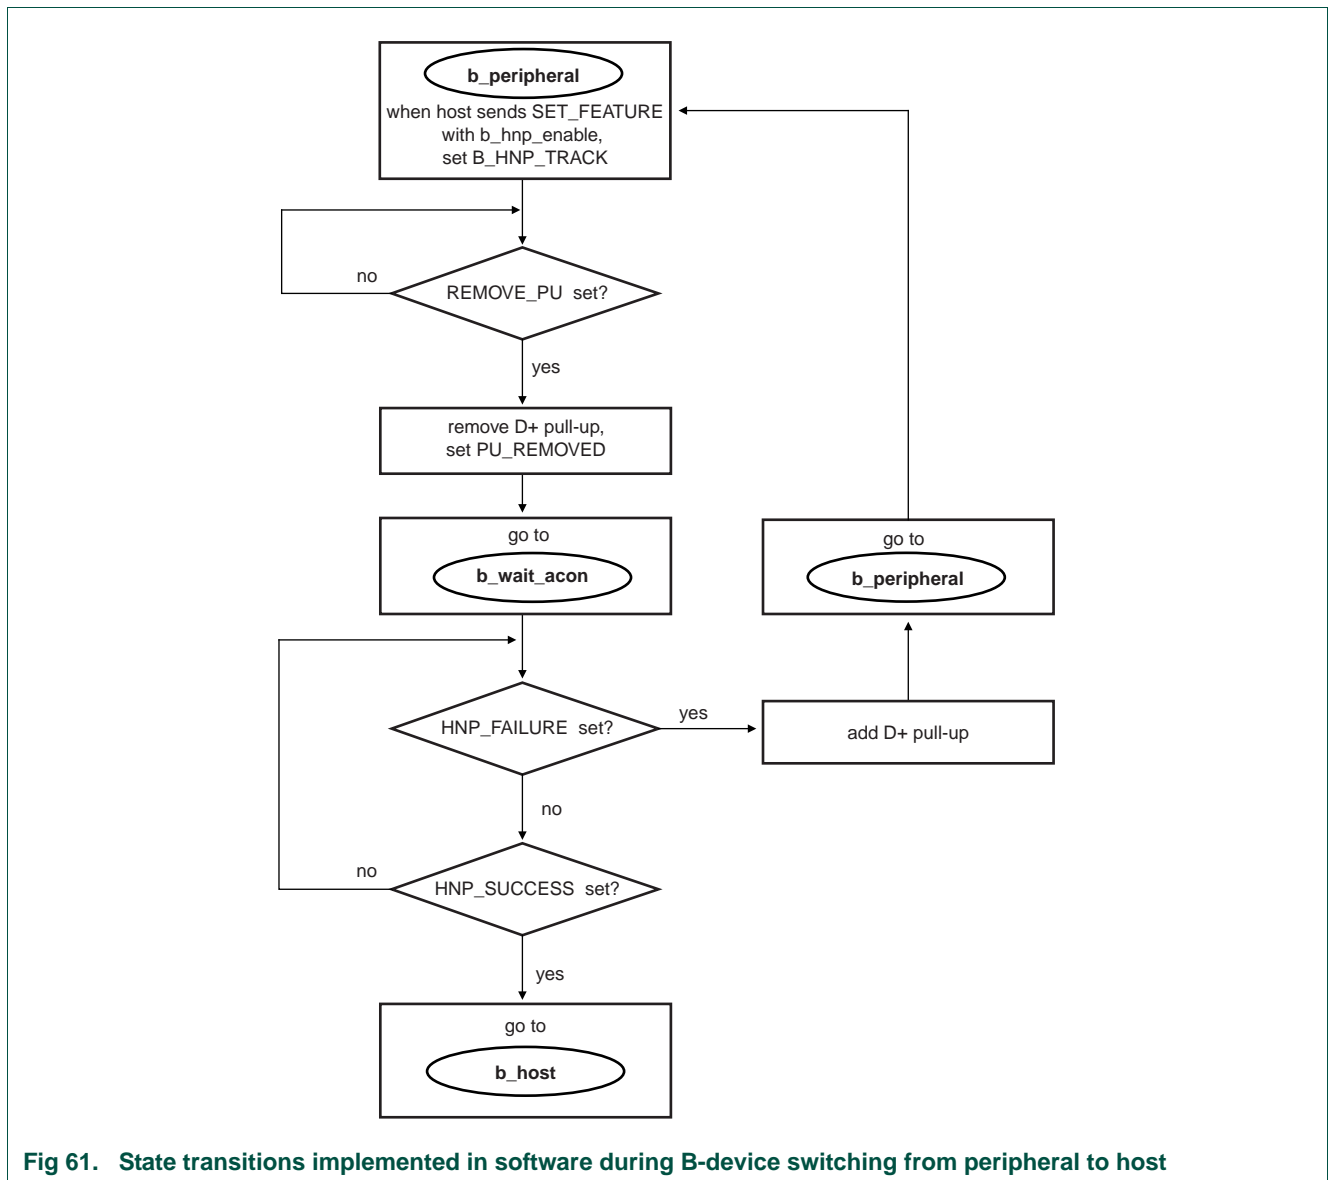 b_peripheral
when host sends SET_FEATURE
with b_hnp_enable,
set B_HNP_TRACK
no
REMOVE_PU set?
yes
remove D+ pull-up,
set PU_REMOVED
go to
b_wait_acon
go to
b_peripheral
HNP_FAILURE set?
yes
add D+ pull-up
no
no
HNP_SUCCESS set?
yes
go to
b_host
Fig 61. State transitions implemented in software during B-device switching from peripheral to host